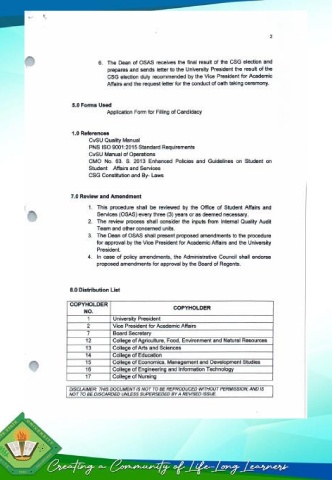 2
6. The Dean of OSAS receives the final result of the CSG election and
prepares and sends letter to the University President the result of the
CSG election duly recommended by the Vice President for Academic
Affairs and the request letter for the conduct of oath taking ceremony.
5.0 Forms Used
Application Form for Filling of Candidacy
1.0 References
CvSU Quality Manual
PNS ISO 9001:2015 Standard Requirements
CvSU Manual of Operations
CMO No. 63. S. 2013 Enhanced Policies and Guidelines on Student on
Student Affairs and Services
CSG Constitution and By- Laws
7.0 Review and Amendment
1. This procedure shall be reviewed by the Office of Student Affairs and
Services (OSAS) every three (3) years or as deemed necessary.
2. The review process shall consider the inputs from Internal Quality Audit
Team and other concerned units.
3. The Dean of OSAS shall present proposed amendments to the procedure
for approval by the Vice President for Academic Affairs and the University
President.
4. In case of policy amendments, the Administrative Council shall endorse
proposed amendments for approval by the Board of Regents.
8.0 Distribution List
COPYHOLDER NO. COPYHOLDER
1 University President
2 Vice President for Academic Affairs
7 Board Secretary
12 College of Agriculture, Food, Environment and Natural Resources
13 College of Arts and Sciences
14 College of Education
15 College of Economics, Management and Development Studies
16 College of Engineering and Information Technology
17 College of Nursing
DISCLAIMER: THIS DOCUMENT IS NOT TO BE REPRODUCED WITHOUT PERMISSION, AND IS
NOT TO BE DISCARDED UNLESS SUPERSEDED BY A REVISED ISSUE.
Creating a Community of Life-Long Learners